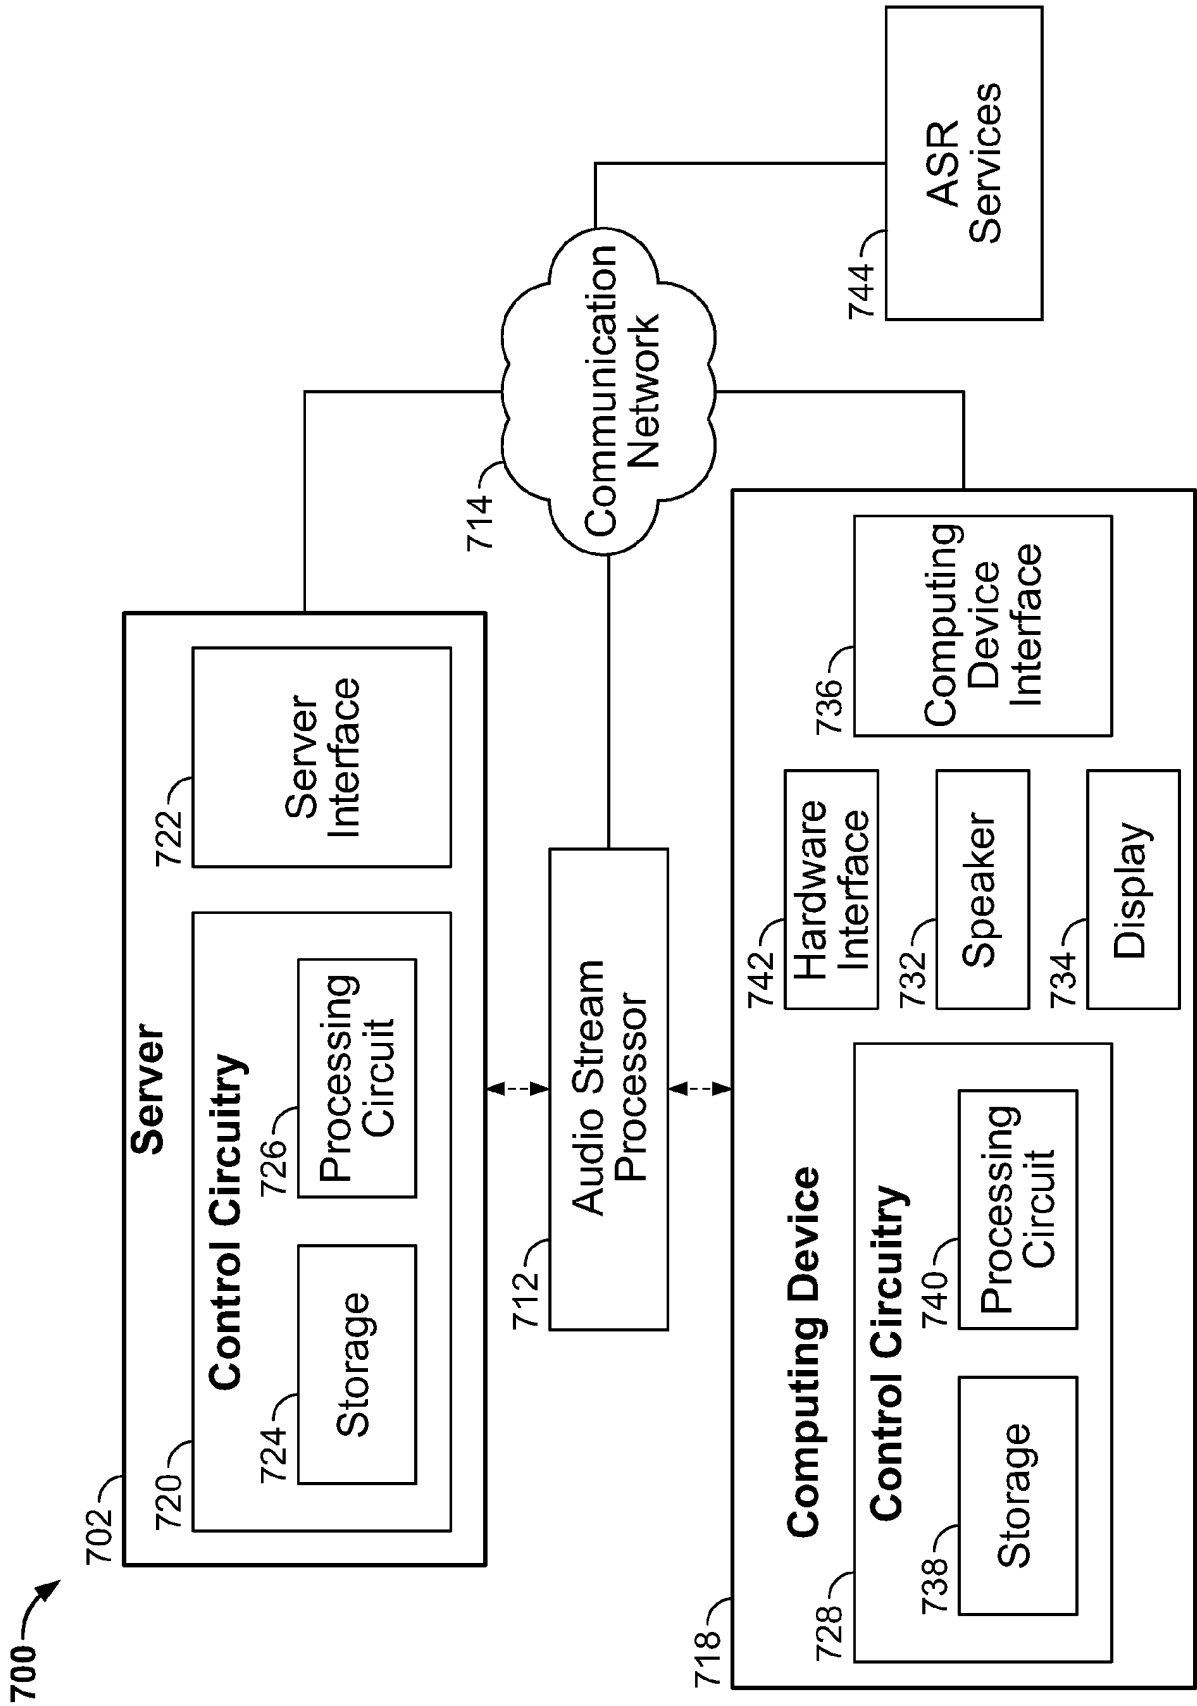 700
702
Server
720
Control Circuitry
724
Storage
726
Processing
Circuit
722
Server
Interface
712
Audio Stream
Processor
714
Communication
Network
744
ASR
Services
718
Computing Device
728
Control Circuitry
738
Storage
740
Processing
Circuit
742
Hardware
Interface
732
Speaker
734
Display
736
Computing
Device
Interface